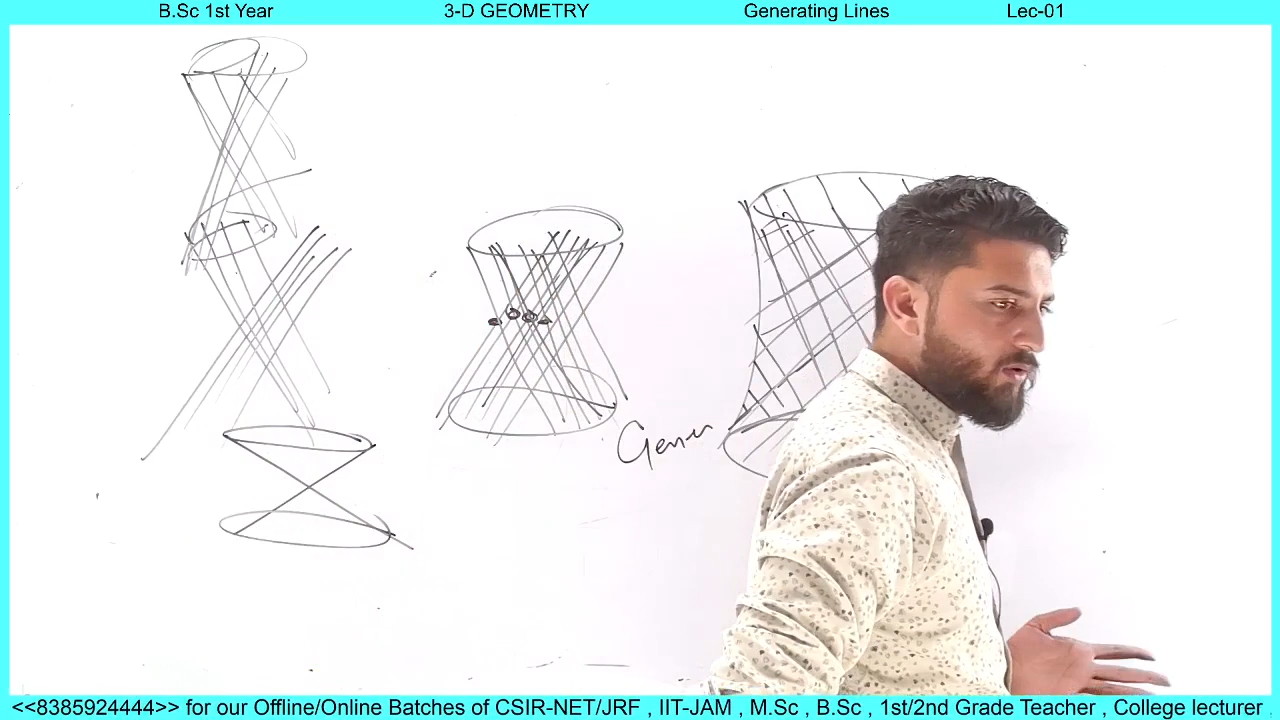 B.Sc 1st Year 3-D GEOMETRY Generating Lines Lec-01
Gener
<<8385924444>> for our Offline/Online Batches of CSIR-NET/JRF , IIT-JAM , M.Sc , B.Sc , 1st/2nd Grade Teacher , College lecturer .